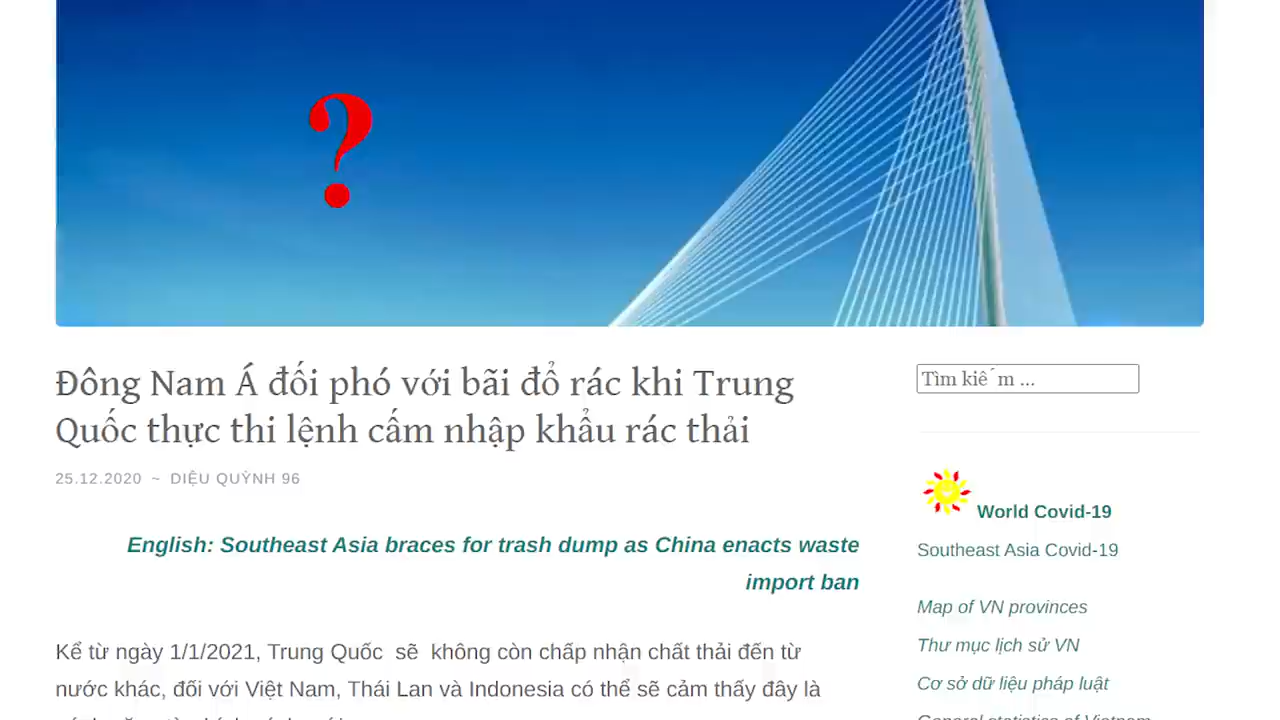 ?
Đông Nam Á đối phó với bãi đổ rác khi Trung
Quốc thực thi lệnh cấm nhập khẩu rác thải
25.12.2020 ~ DIỆU QUỲNH 96
English: Southeast Asia braces for trash dump as China enacts waste
import ban
Kể từ ngày 1/1/2021, Trung Quốc sẽ không còn chấp nhận chất thải đến từ
nước khác, đối với Việt Nam, Thái Lan và Indonesia có thể sẽ cảm thấy đây là
Tìm kiếm ...
World Covid-19
Southeast Asia Covid-19
Map of VN provinces
Thư mục lịch sử VN
Cơ sở dữ liệu pháp luật
General statistics of Vietnam